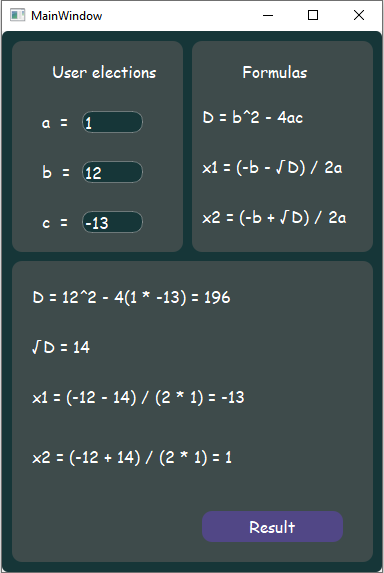 MainWindow
User elections
a = 1
b = 12
c = -13
Formulas
D = b^2 - 4ac
x1 = (-b - √D) / 2a
x2 = (-b + √D) / 2a
D = 12^2 - 4(1 * -13) = 196
√D = 14
x1 = (-12 - 14) / (2 * 1) = -13
x2 = (-12 + 14) / (2 * 1) = 1
Result